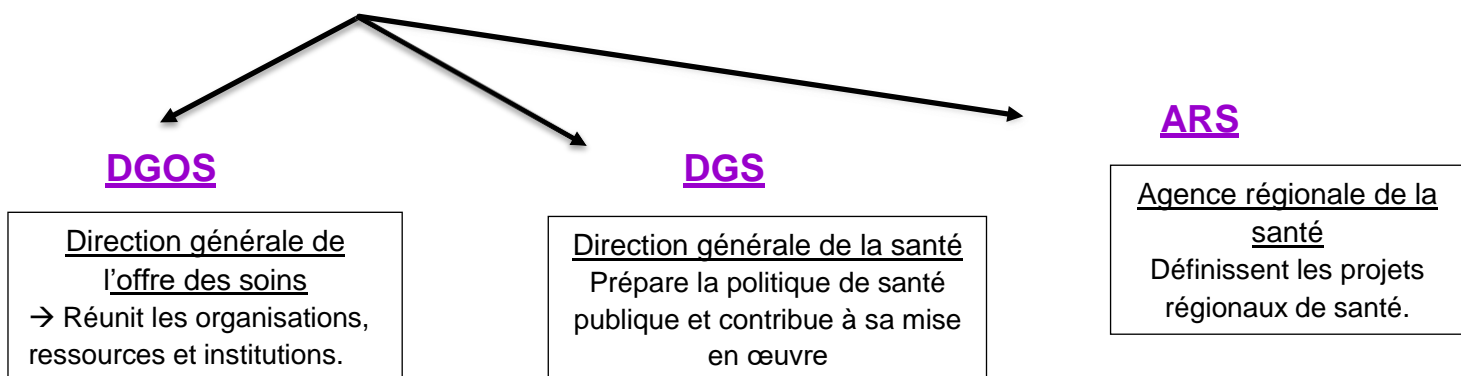 DGOS
Direction générale de
l'offre des soins
→ Réunit les organisations,
ressources et institutions.
DGS
Direction générale de la santé
Prépare la politique de santé
publique et contribue à sa mise
en œuvre
ARS
Agence régionale de la
santé
Définissent les projets
régionaux de santé.